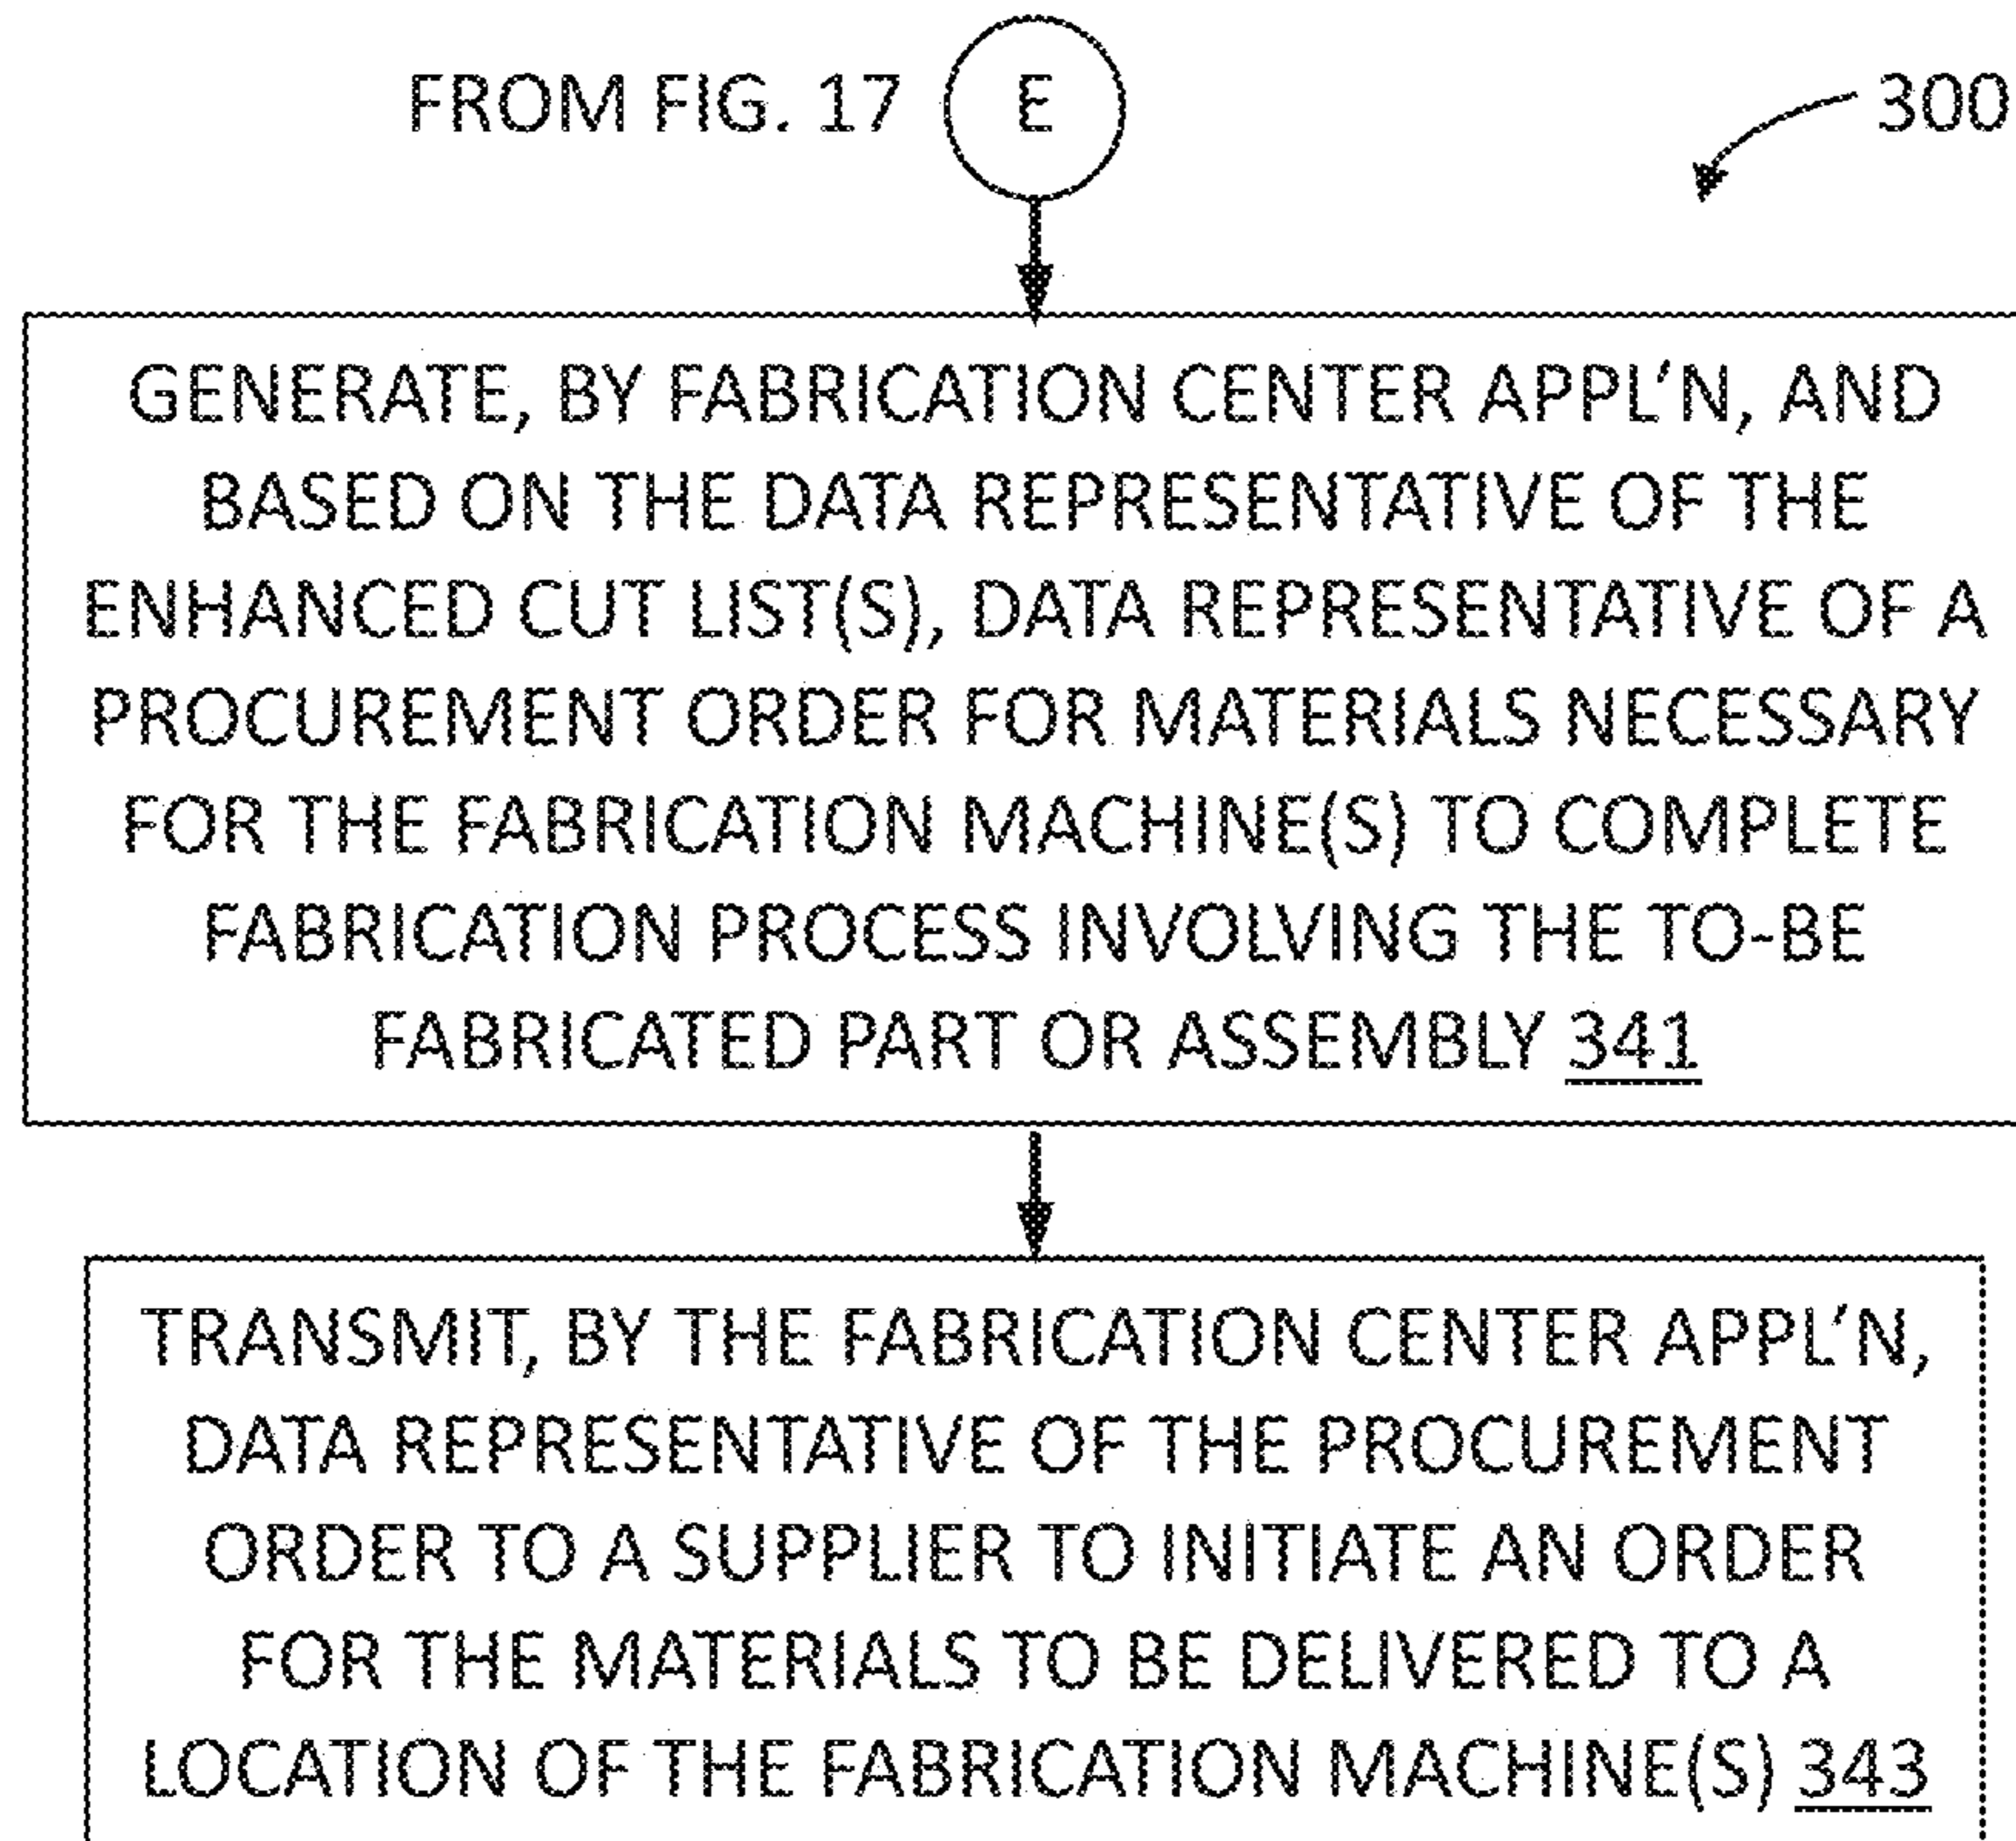 FROM FIG. 17 E 300
GENERATE, BY FABRICATION CENTER APPL'N, AND
BASED ON THE DATA REPRESENTATIVE OF THE
ENHANCED CUT LIST(S), DATA REPRESENTATIVE OF A
PROCUREMENT ORDER FOR MATERIALS NECESSARY
FOR THE FABRICATION MACHINE(S) TO COMPLETE
FABRICATION PROCESS INVOLVING THE TO-BE
FABRICATED PART OR ASSEMBLY 341
TRANSMIT, BY THE FABRICATION CENTER APPL'N,
DATA REPRESENTATIVE OF THE PROCUREMENT
ORDER TO A SUPPLIER TO INITIATE AN ORDER
FOR THE MATERIALS TO BE DELIVERED TO A
LOCATION OF THE FABRICATION MACHINE(S) 343